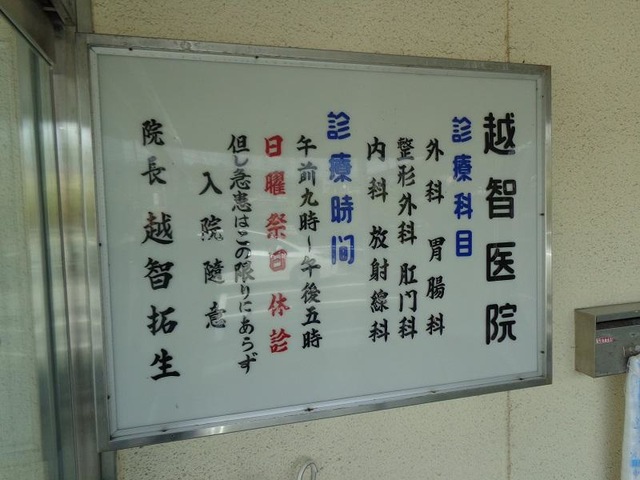 越智医院
診療科目
外科 胃腸科
整形外科 肛门科
内科 放射線科
診療時间
午前九時~午後五時
日曜祭日休診
但し急患はこの限りにあらず
入院随意
院長 越智拓生